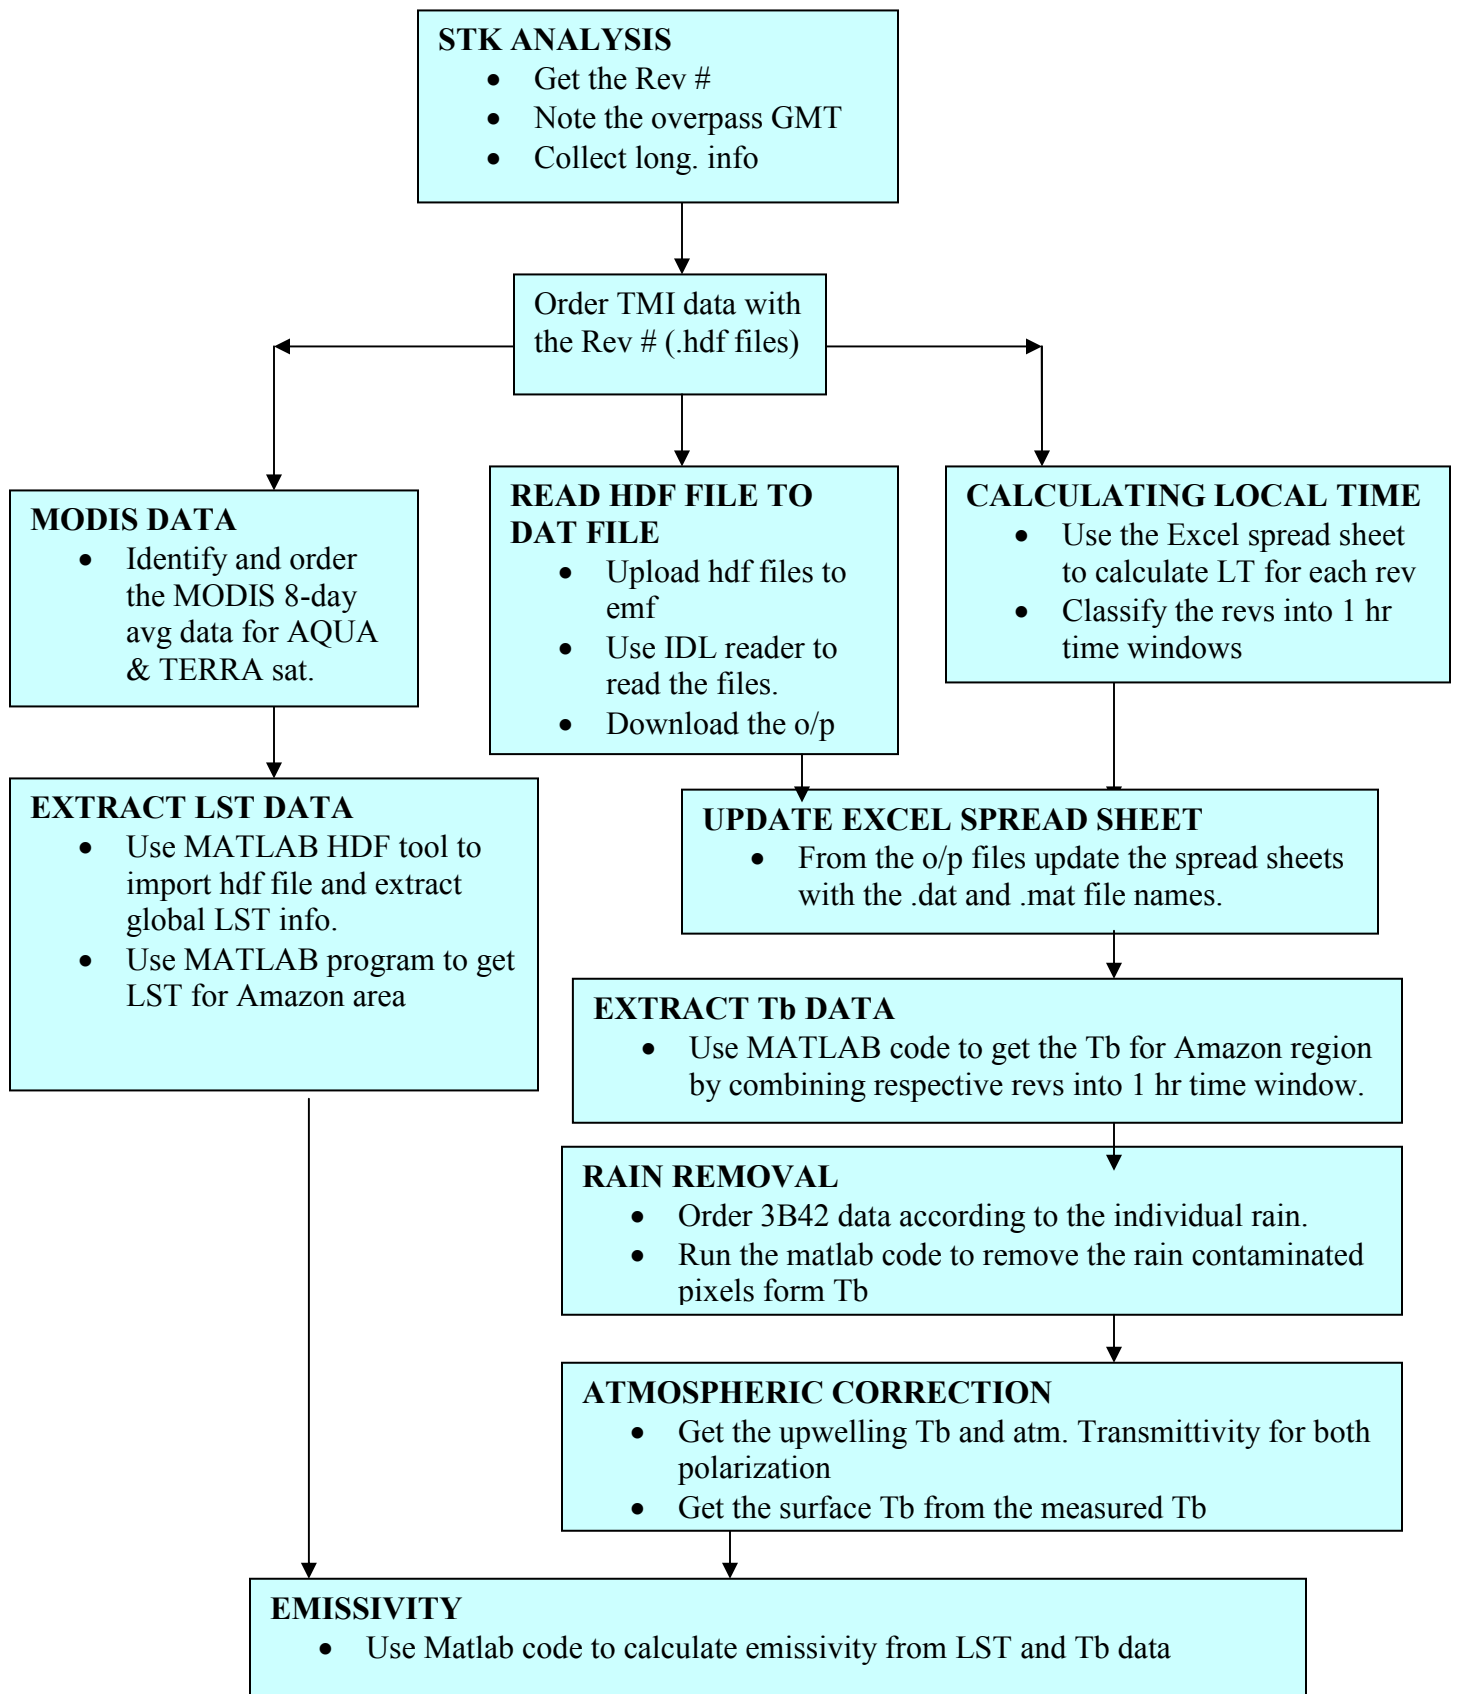 STK ANALYSIS
• Get the Rev #
• Note the overpass GMT
• Collect long. info
Order TMI data with
the Rev # (.hdf files)
MODIS DATA
• Identify and order
the MODIS 8-day
avg data for AQUA
& TERRA sat.
READ HDF FILE TO
DAT FILE
• Upload hdf files to
emf
• Use IDL reader to
read the files.
• Download the o/p
CALCULATING LOCAL TIME
• Use the Excel spread sheet
to calculate LT for each rev
• Classify the revs into 1 hr
time windows
EXTRACT LST DATA
• Use MATLAB HDF tool to
import hdf file and extract
global LST info.
• Use MATLAB program to get
LST for Amazon area
UPDATE EXCEL SPREAD SHEET
• From the o/p files update the spread sheets
with the .dat and .mat file names.
EXTRACT Tb DATA
• Use MATLAB code to get the Tb for Amazon region
by combining respective revs into 1 hr time window.
RAIN REMOVAL
• Order 3B42 data according to the individual rain.
• Run the matlab code to remove the rain contaminated
pixels form Tb
ATMOSPHERIC CORRECTION
• Get the upwelling Tb and atm. Transmittivity for both
polarization
• Get the surface Tb from the measured Tb
EMISSIVITY
• Use Matlab code to calculate emissivity from LST and Tb data